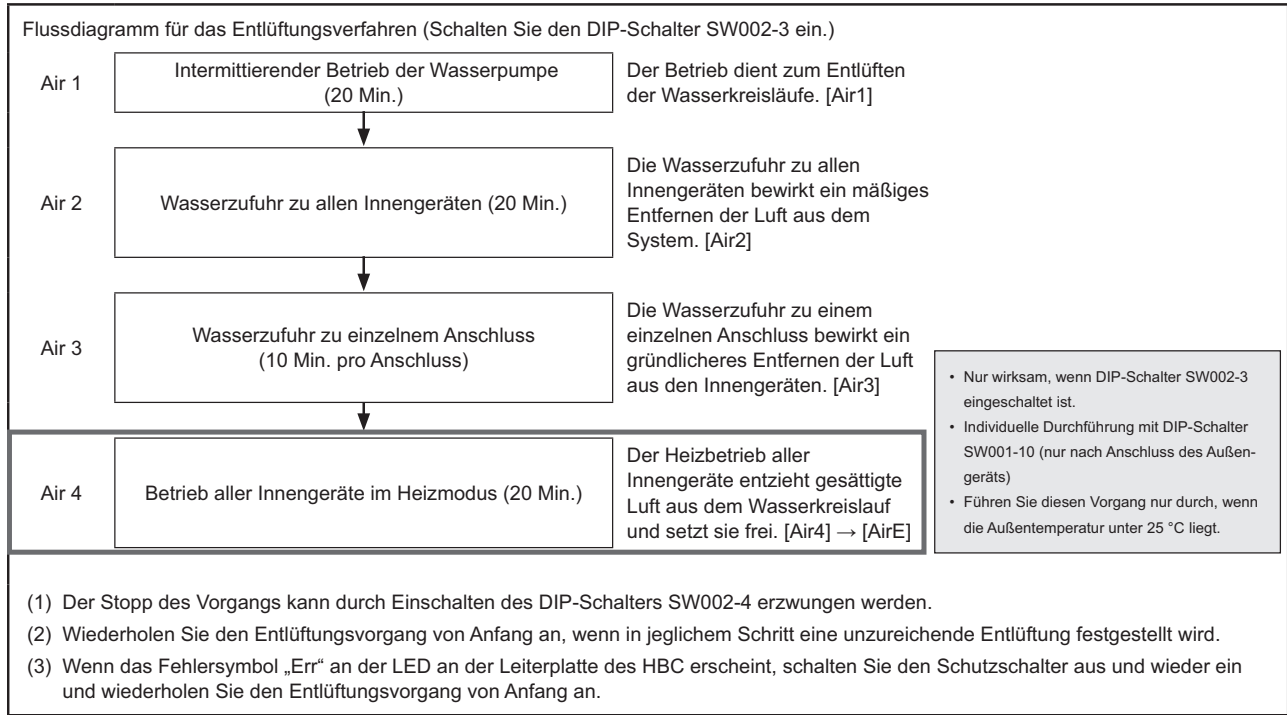 Flussdiagramm für das Entlüftungsverfahren (Schalten Sie den DIP-Schalter SW002-3 ein.)
Air 1
Intermittierender Betrieb der Wasserpumpe
(20 Min.)
Der Betrieb dient zum Entlüften
der Wasserkreisläufe. [Air1]
Air 2
Wasserzufuhr zu allen Innengeräten (20 Min.)
Die Wasserzufuhr zu allen
Innengeräten bewirkt ein mäßiges
Entfernen der Luft aus dem
System. [Air2]
Air 3
Wasserzufuhr zu einzelnem Anschluss
(10 Min. pro Anschluss)
Die Wasserzufuhr zu einem
einzelnen Anschluss bewirkt ein
gründlicheres Entfernen der Luft
aus den Innengeräten. [Air3]
Air 4
Betrieb aller Innengeräte im Heizmodus (20 Min.)
Der Heizbetrieb aller
Innengeräte entzieht gesättigte
Luft aus dem Wasserkreislauf
und setzt sie frei. [Air4] → [AirE]
• Nur wirksam, wenn DIP-Schalter SW002-3
eingeschaltet ist.
• Individuelle Durchführung mit DIP-Schalter
SW001-10 (nur nach Anschluss des Außen-
geräts)
• Führen Sie diesen Vorgang nur durch, wenn
die Außentemperatur unter 25 °C liegt.
(1) Der Stopp des Vorgangs kann durch Einschalten des DIP-Schalters SW002-4 erzwungen werden.
(2) Wiederholen Sie den Entlüftungsvorgang von Anfang an, wenn in jeglichem Schritt eine unzureichende Entlüftung festgestellt wird.
(3) Wenn das Fehlersymbol „Err“ an der LED an der Leiterplatte des HBC erscheint, schalten Sie den Schutzschalter aus und wieder ein
und wiederholen Sie den Entlüftungsvorgang von Anfang an.